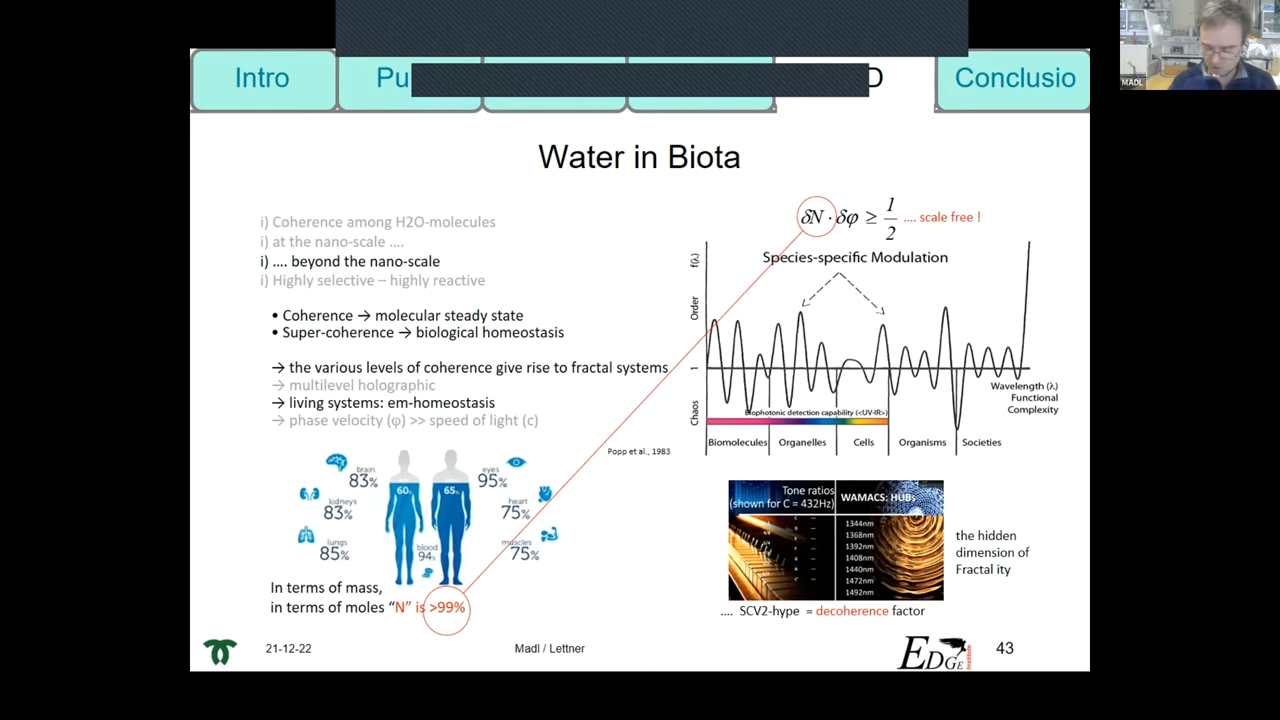 Intro
Pu
D
Conclusio
Water in Biota
i) Coherence among H2O-molecules
i) at the nano-scale ....
i) .... beyond the nano-scale
i) Highly selective – highly reactive
• Coherence → molecular steady state
• Super-coherence → biological homeostasis
→ the various levels of coherence give rise to fractal systems
→ multilevel holographic
→ living systems: em-homeostasis
→ phase velocity (φ) >> speed of light (c)
brain
83%
kidneys
83%
lungs
85%
60%
65%
blood
94%
eyes
95%
heart
75%
muscles
75%
In terms of mass,
in terms of moles “N” is >99%
δN · δφ ≥ 1/2 .... scale free !
Species-specific Modulation
f(λ)
Order
1
Chaos
Wavelength (λ)
Functional
Complexity
Biophotonic detection capability (<UV-IR>)
Biomolecules
Organelles
Cells
Organisms
Societies
Popp et al., 1983
Tone ratios
(shown for C = 432Hz)
WAMACS: HUBs
1344nm
1368nm
1392nm
1408nm
1440nm
1472nm
1492nm
the hidden
dimension of
Fractal ity
.... SCV2-hype = decoherence factor
21-12-22
Madl / Lettner
EDGE
Institute
43
MADL